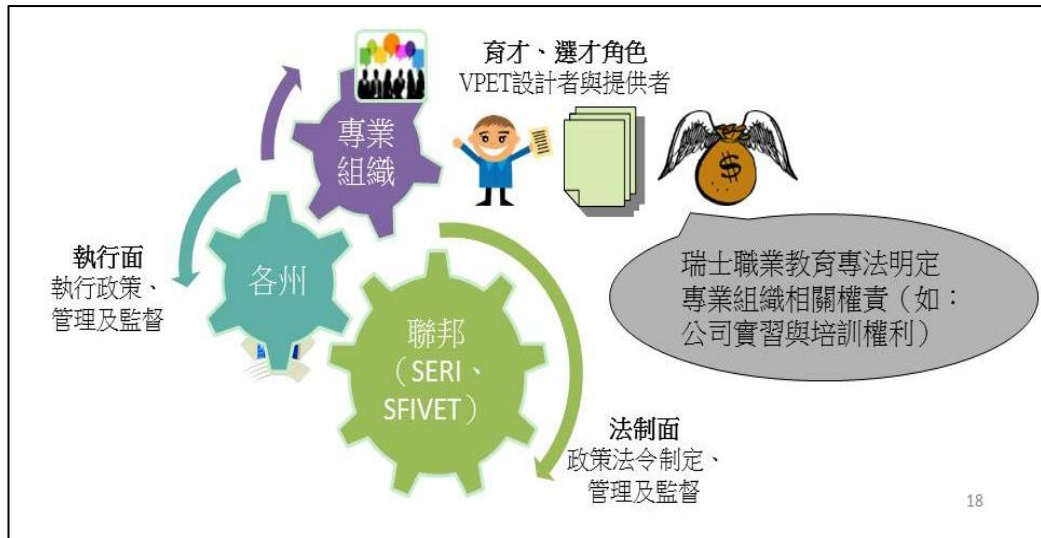 育才、選才角色
VPET設計者與提供者
專業
組織
$
執行面
執行政策、
管理及監督
各州
瑞士職業教育專法明定
專業組織相關權責（如：
公司實習與培訓權利）
聯邦
（SERI、
SFIVET）
法制面
政策法令制定、
管理及監督
18